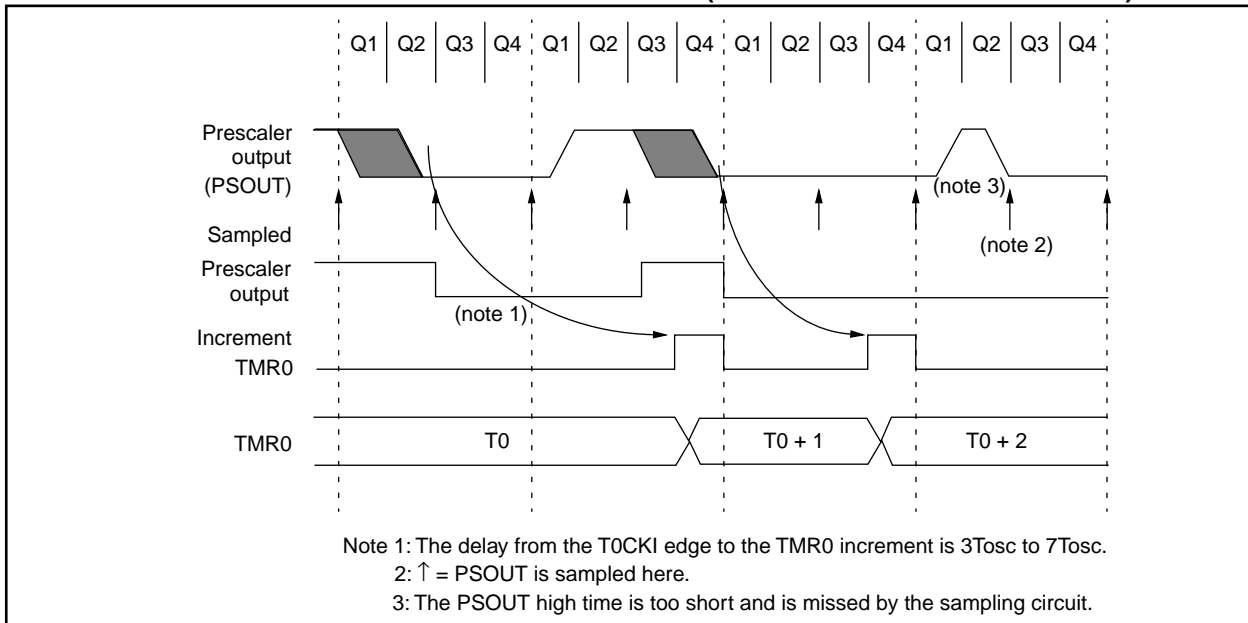 Q1 Q2 Q3 Q4 Q1 Q2 Q3 Q4 Q1 Q2 Q3 Q4 Q1 Q2 Q3 Q4
Prescaler
output
(PSOUT)
(note 3)
Sampled
(note 2)
Prescaler
output
(note 1)
Increment
TMR0
TMR0
T0
T0 + 1
T0 + 2
Note 1: The delay from the T0CKI edge to the TMR0 increment is 3Tosc to 7Tosc.
2: ↑ = PSOUT is sampled here.
3: The PSOUT high time is too short and is missed by the sampling circuit.